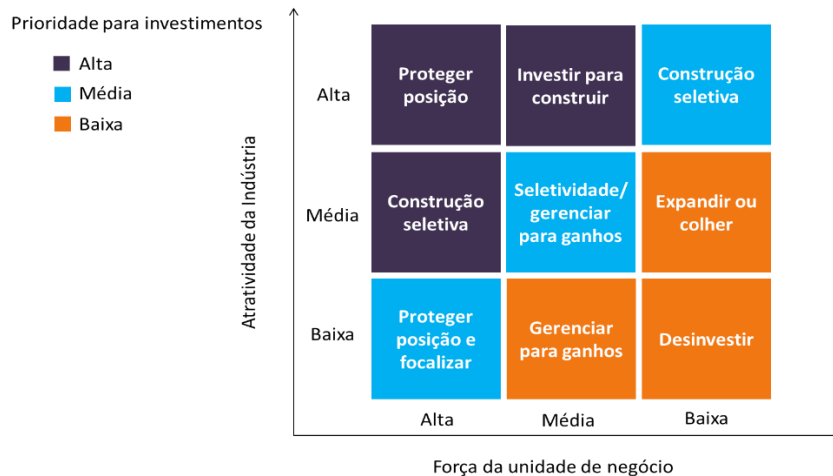 Prioridade para investimentos
Alta
Média
Baixa
Atratividade da Indústria
Alta
Proteger
posição
Investir para
construir
Construção
seletiva
Média
Construção
seletiva
Seletividade/
gerenciar
para ganhos
Expandir ou
colher
Baixa
Proteger
posição e
focalizar
Gerenciar
para ganhos
Desinvestir
Alta
Média
Baixa
Força da unidade de negócio